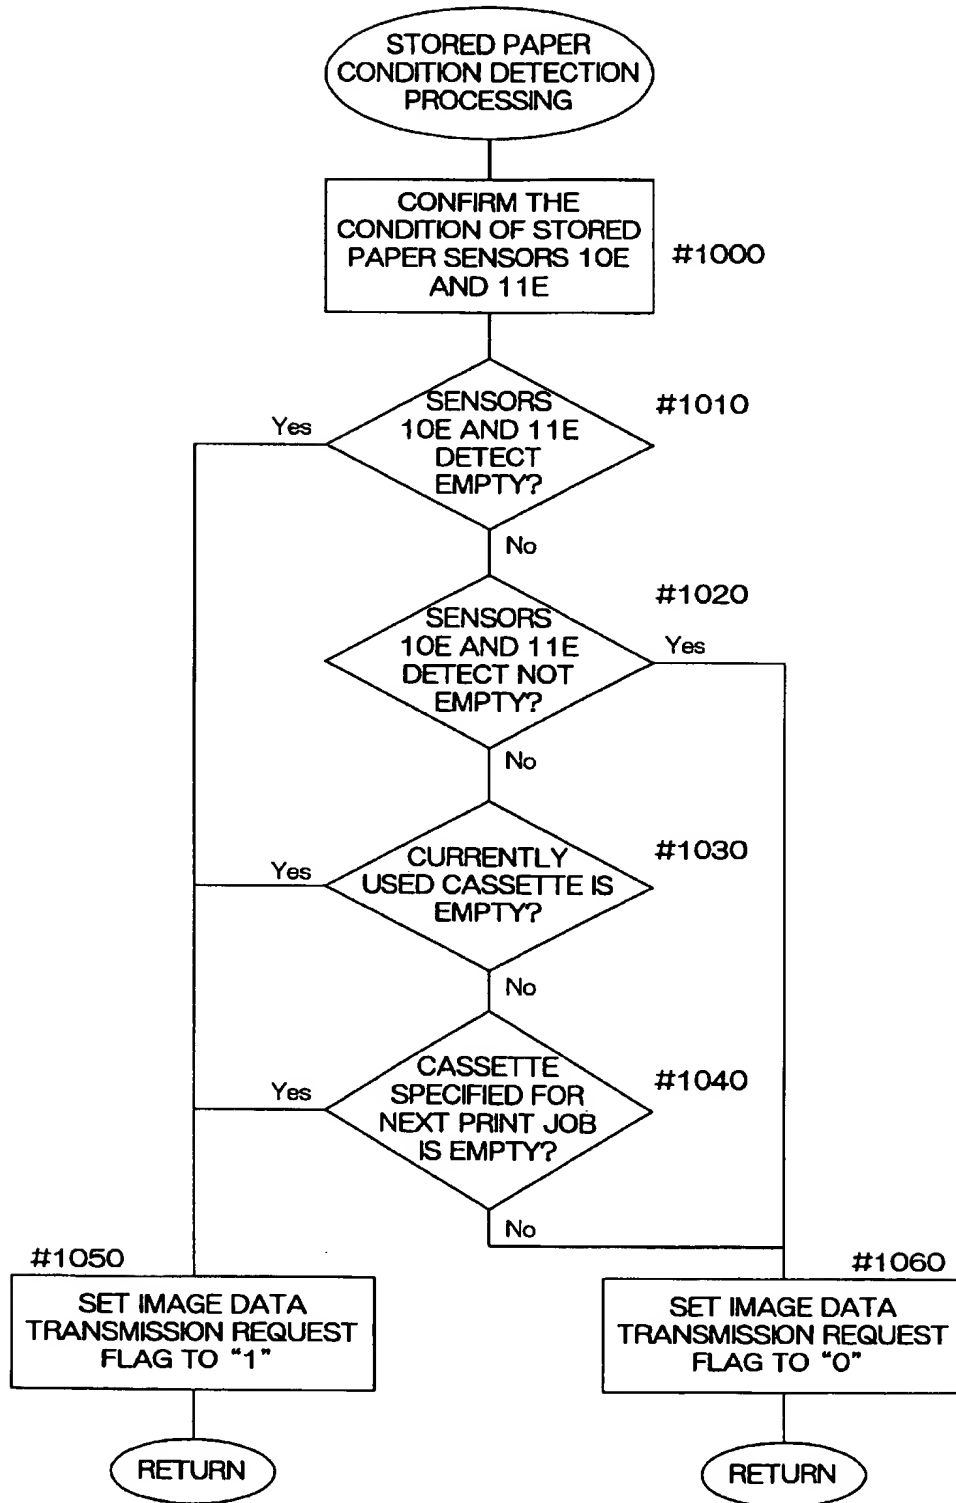 STORED PAPER
CONDITION DETECTION
PROCESSING
CONFIRM THE
CONDITION OF STORED
PAPER SENSORS 10E
AND 11E
#1000
SENSORS
10E AND 11E
DETECT
EMPTY?
#1010
Yes
No
SENSORS
10E AND 11E
DETECT NOT
EMPTY?
#1020
Yes
No
CURRENTLY
USED CASSETTE IS
EMPTY?
#1030
Yes
No
CASSETTE
SPECIFIED FOR
NEXT PRINT JOB
IS EMPTY?
#1040
Yes
No
#1050
SET IMAGE DATA
TRANSMISSION REQUEST
FLAG TO "1"
RETURN
#1060
SET IMAGE DATA
TRANSMISSION REQUEST
FLAG TO "0"
RETURN